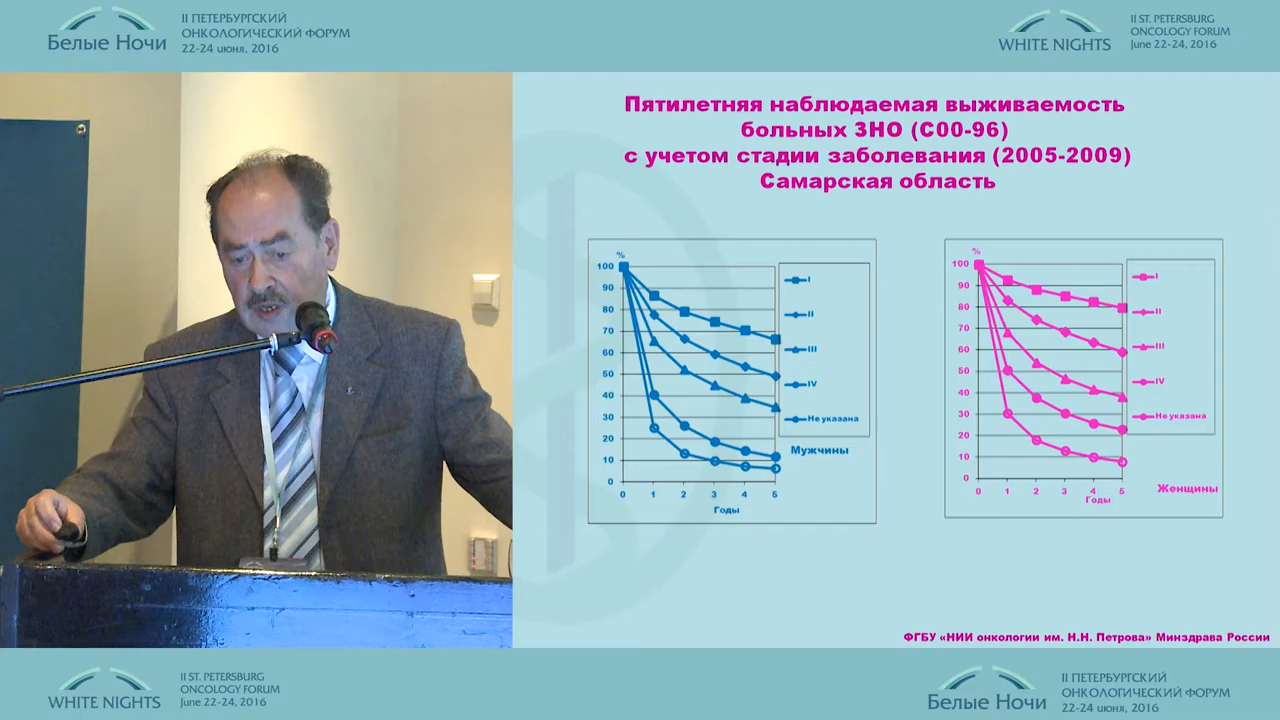 Белые Ночи
II ПЕТЕРБУРГСКИЙ
ОНКОЛОГИЧЕСКИЙ ФОРУМ
22-24 июня, 2016
WHITE NIGHTS
II ST. PETERSBURG
ONCOLOGY FORUM
June 22-24, 2016
Пятилетняя наблюдаемая выживаемость
больных ЗНО (С00-96)
с учетом стадии заболевания (2005-2009)
Самарская область
%
100
90
80
70
60
50
40
30
20
10
0
0 1 2 3 4 5
Годы
I
II
III
IV
Не указана
Мужчины
%
100
90
80
70
60
50
40
30
20
10
0
0 1 2 3 4 5
Годы
I
II
III
IV
Не указана
Женщины
ФГБУ «НИИ онкологии им. Н.Н. Петрова» Минздрава России
WHITE NIGHTS
II ST. PETERSBURG
ONCOLOGY FORUM
June 22-24, 2016
Белые Ночи
II ПЕТЕРБУРГСКИЙ
ОНКОЛОГИЧЕСКИЙ ФОРУМ
22-24 июня, 2016